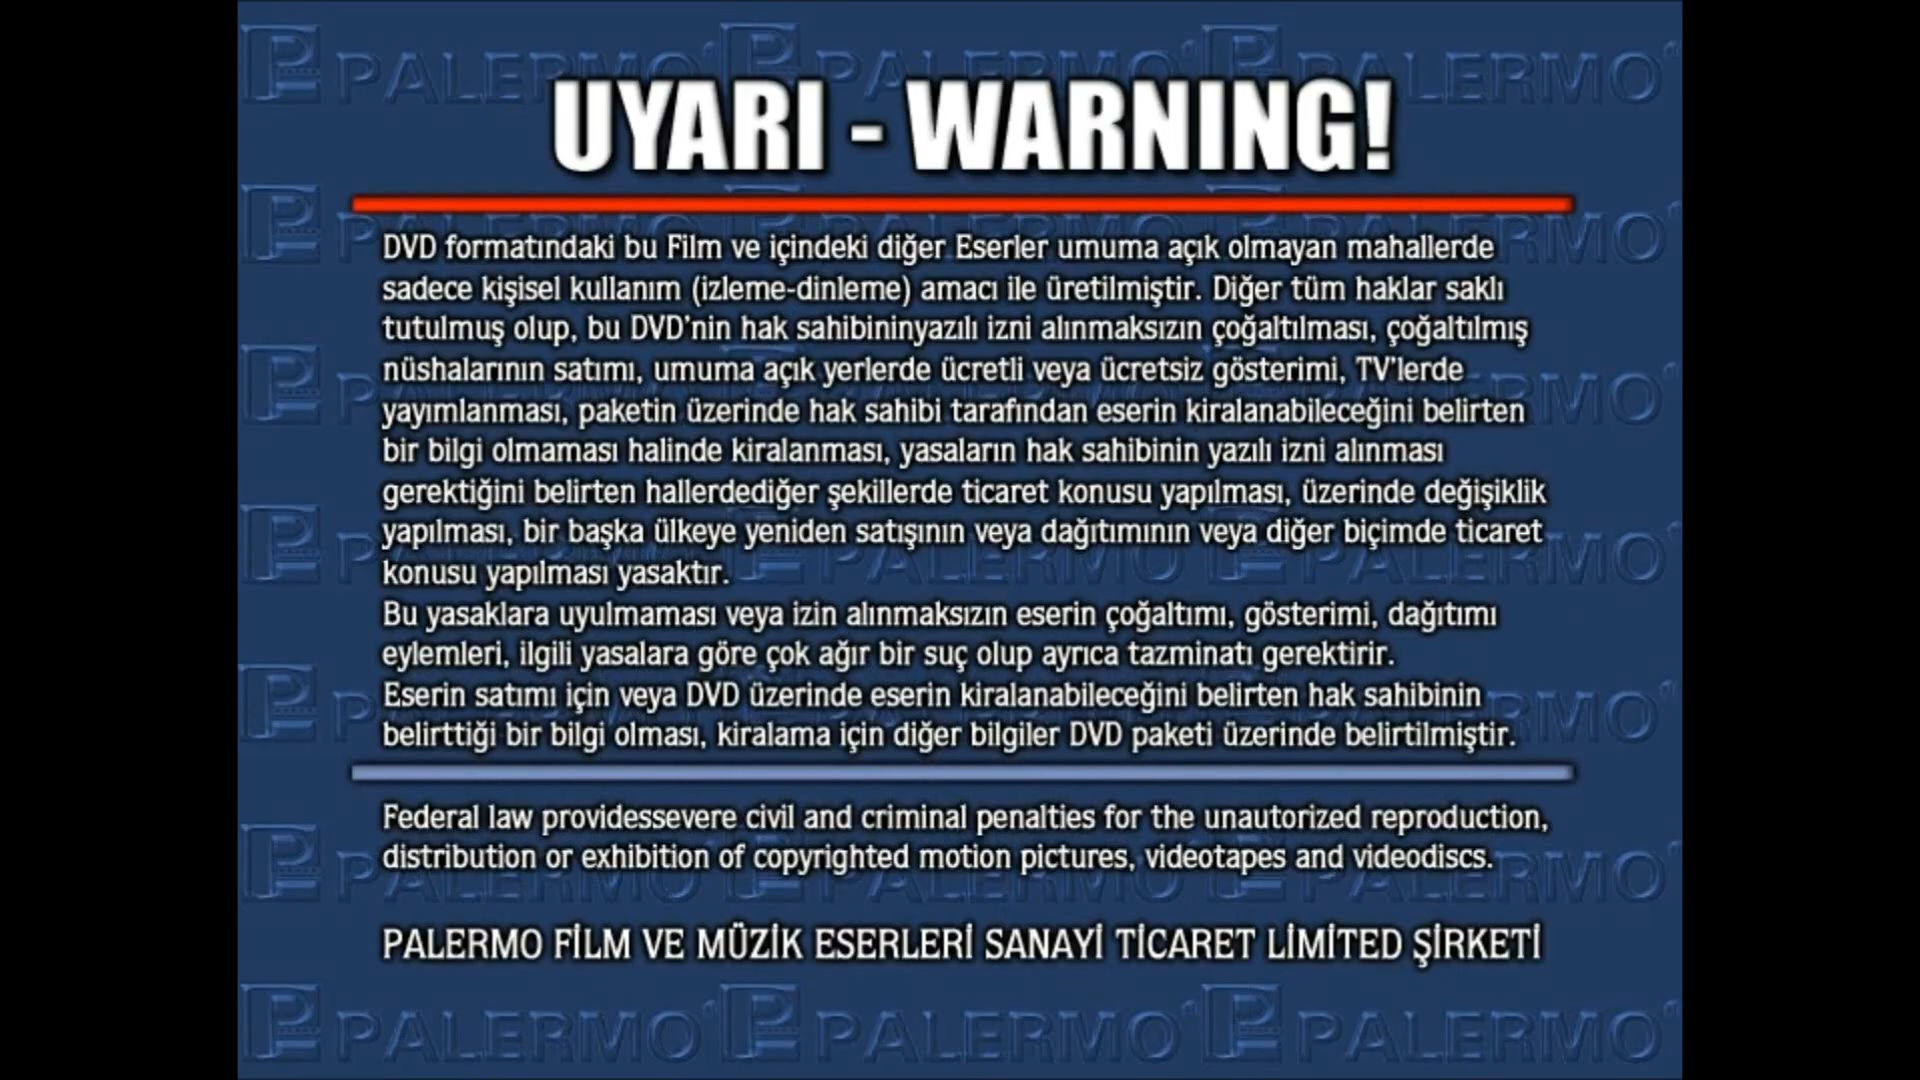 PALERMO PALERMO PALERMO
UYARI - WARNING!
DVD formatındaki bu Film ve içindeki diğer Eserler umuma açık olmayan mahallerde
sadece kişisel kullanım (izleme-dinleme) amacı ile üretilmiştir. Diğer tüm haklar saklı
tutulmuş olup, bu DVD'nin hak sahibininyazılı izni alınmaksızın çoğaltılması, çoğaltılmış
nüshalarının satımı, umuma açık yerlerde ücretli veya ücretsiz gösterimi, TV'lerde
yayımlanması, paketin üzerinde hak sahibi tarafından eserin kiralanabileceğini belirten
bir bilgi olmaması halinde kiralanması, yasaların hak sahibinin yazılı izni alınması
gerektiğini belirten hallerdediğer şekillerde ticaret konusu yapılması, üzerinde değişiklik
yapılması, bir başka ülkeye yeniden satışının veya dağıtımının veya diğer biçimde ticaret
konusu yapılması yasaktır.
Bu yasaklara uyulmaması veya izin alınmaksızın eserin çoğaltımı, gösterimi, dağıtımı
eylemleri, ilgili yasalara göre çok ağır bir suç olup ayrıca tazminatı gerektirir.
Eserin satımı için veya DVD üzerinde eserin kiralanabileceğini belirten hak sahibinin
belirttiği bir bilgi olması, kiralama için diğer bilgiler DVD paketi üzerinde belirtilmiştir.
Federal law providessevere civil and criminal penalties for the unautorized reproduction,
distribution or exhibition of copyrighted motion pictures, videotapes and videodiscs.
PALERMO FİLM VE MÜZİK ESERLERİ SANAYİ TİCARET LİMİTED ŞİRKETİ
PALERMO PALERMO PALERMO